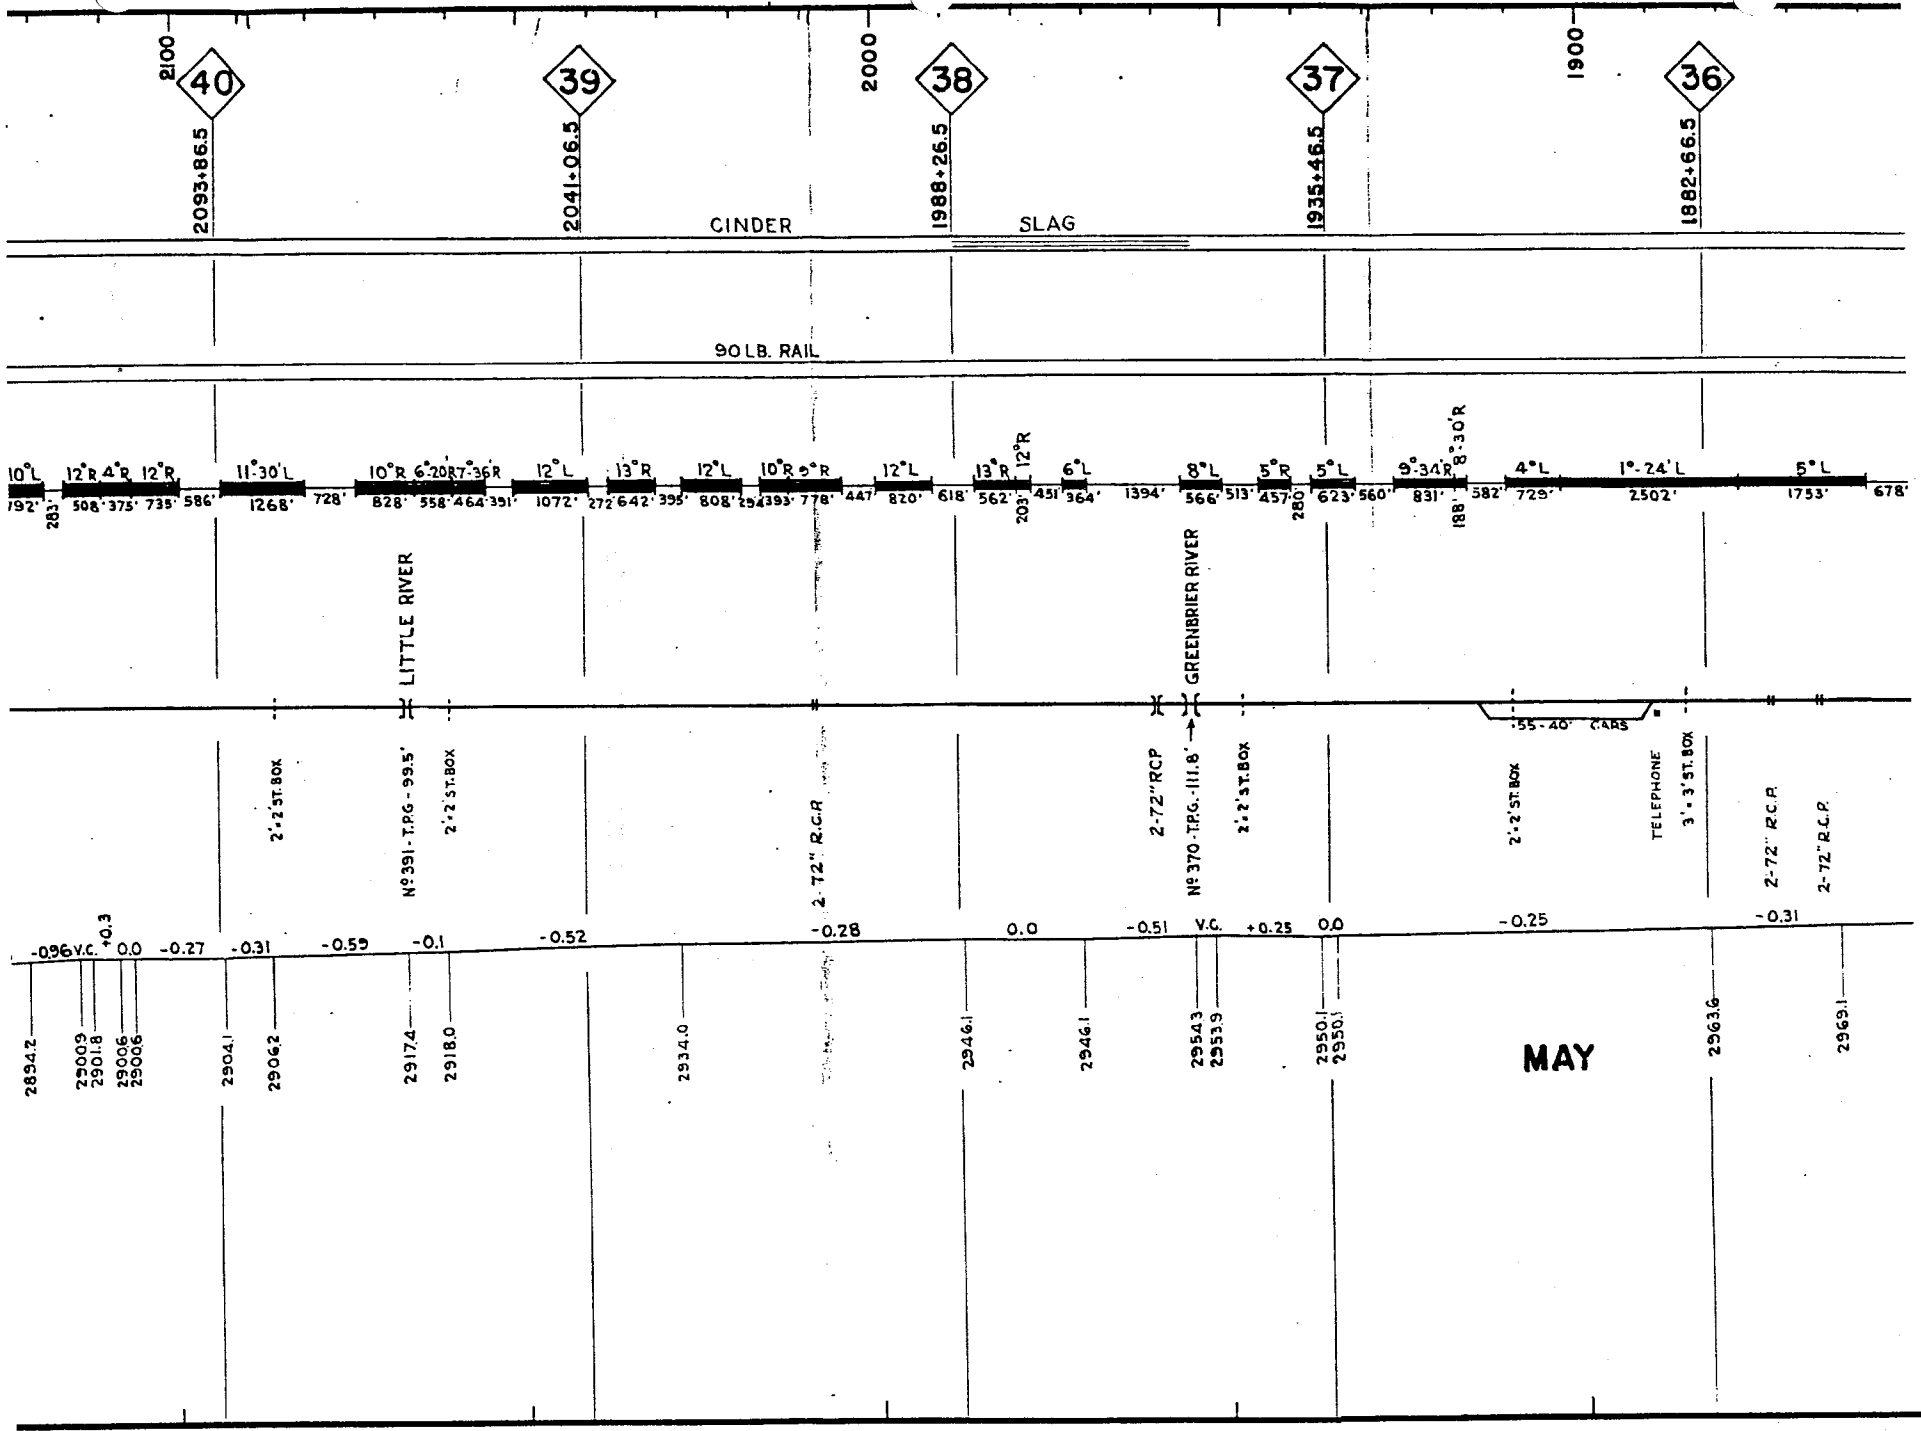 2100 2000 1900
40 39 38 37 36
2093+86.5 2041+06.5 1988+26.5 1935+46.5 1882+66.5
CINDER SLAG
90 LB. RAIL
10°L 12°R 4°R 12°R 11°-30'L 10°R 6°-20'R 7°-36'R 12°L 13°R 12°L 10°R 9°R 12°L 13°R 12°R 6°L 8°L 5°R 5°L 9°-34'R 8°-30'R 4°L 1°-24'L 5°L
792' 283' 508' 375' 735' 586' 1268' 728' 828' 558' 464' 391' 1072' 272' 642' 395' 808' 294' 393' 778' 447' 820' 618' 562' 203' 451' 364' 1394' 566' 513' 457' 280' 623' 560' 831' 188' 582' 729' 2502' 1753' 678'
LITTLE RIVER
GREENBRIER RIVER
55-40' CARS
2'×2' ST. BOX
Nº 391-T.P.G.-99.5'
2'×2' ST. BOX
2-72" R.C.P.
2-72" RCP
Nº 370-T.P.G.-111.8'
2'×2' ST. BOX
2'×2' ST. BOX
TELEPHONE
3'×3' ST. BOX
2-72" R.C.P.
2-72" R.C.P.
-0.96 V.C. +0.3 0.0 -0.27 -0.31 -0.59 -0.1 -0.52 -0.28 0.0 -0.51 V.C. +0.25 0.0 -0.25 -0.31
2894.2 2900.9 2901.8 2900.6 2900.6 2904.1 2906.2 2917.4 2918.0 2934.0 2946.1 2946.1 2954.3 2953.9 2950.1 2950.1 2963.6 2969.1
MAY